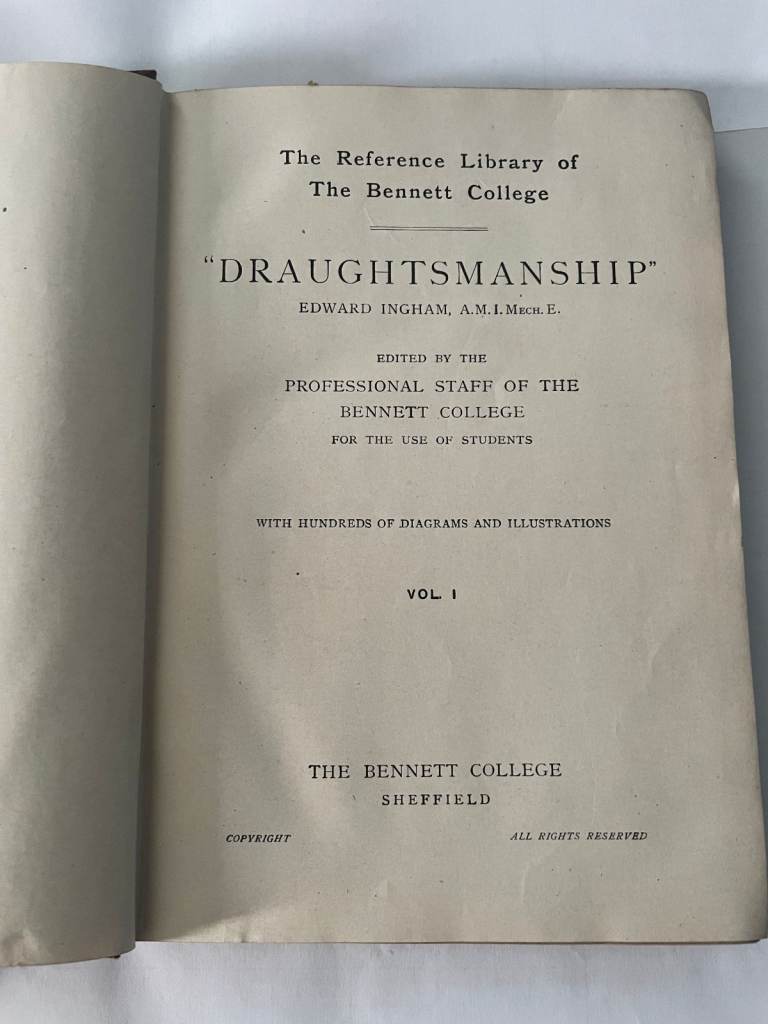 The Reference Library of
The Bennett College
"DRAUGHTSMANSHIP"
EDWARD INGHAM, A.M.I.MECH.E.
EDITED BY THE
PROFESSIONAL STAFF OF THE
BENNETT COLLEGE
FOR THE USE OF STUDENTS
WITH HUNDREDS OF DIAGRAMS AND ILLUSTRATIONS
VOL. I
THE BENNETT COLLEGE
SHEFFIELD
COPYRIGHT
ALL RIGHTS RESERVED